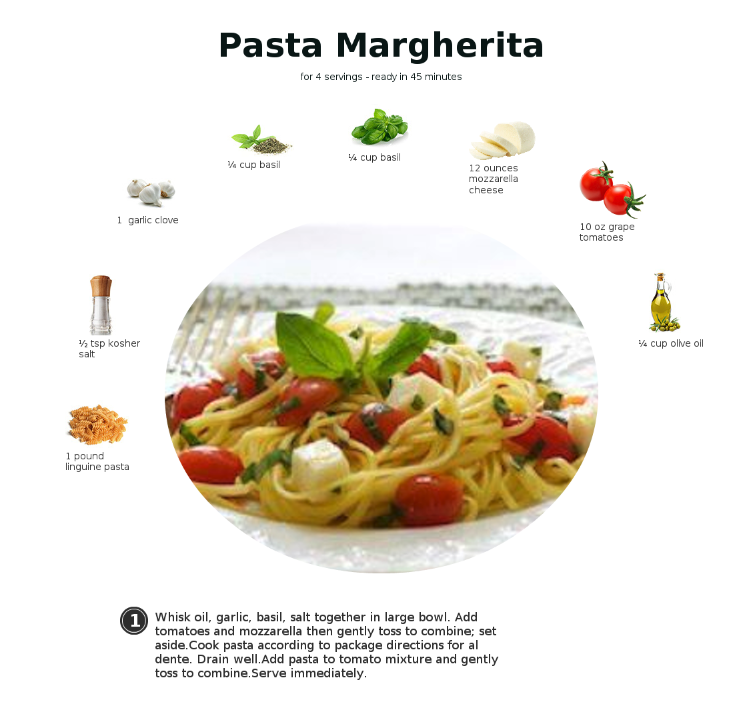 Pasta Margherita
for 4 servings - ready in 45 minutes
⅛ cup basil
¼ cup basil
12 ounces
mozzarella
cheese
1 garlic clove
10 oz grape
tomatoes
½ tsp kosher
salt
¼ cup olive oil
1 pound
linguine pasta
1 Whisk oil, garlic, basil, salt together in large bowl. Add
tomatoes and mozzarella then gently toss to combine; set
aside.Cook pasta according to package directions for al
dente. Drain well.Add pasta to tomato mixture and gently
toss to combine.Serve immediately.